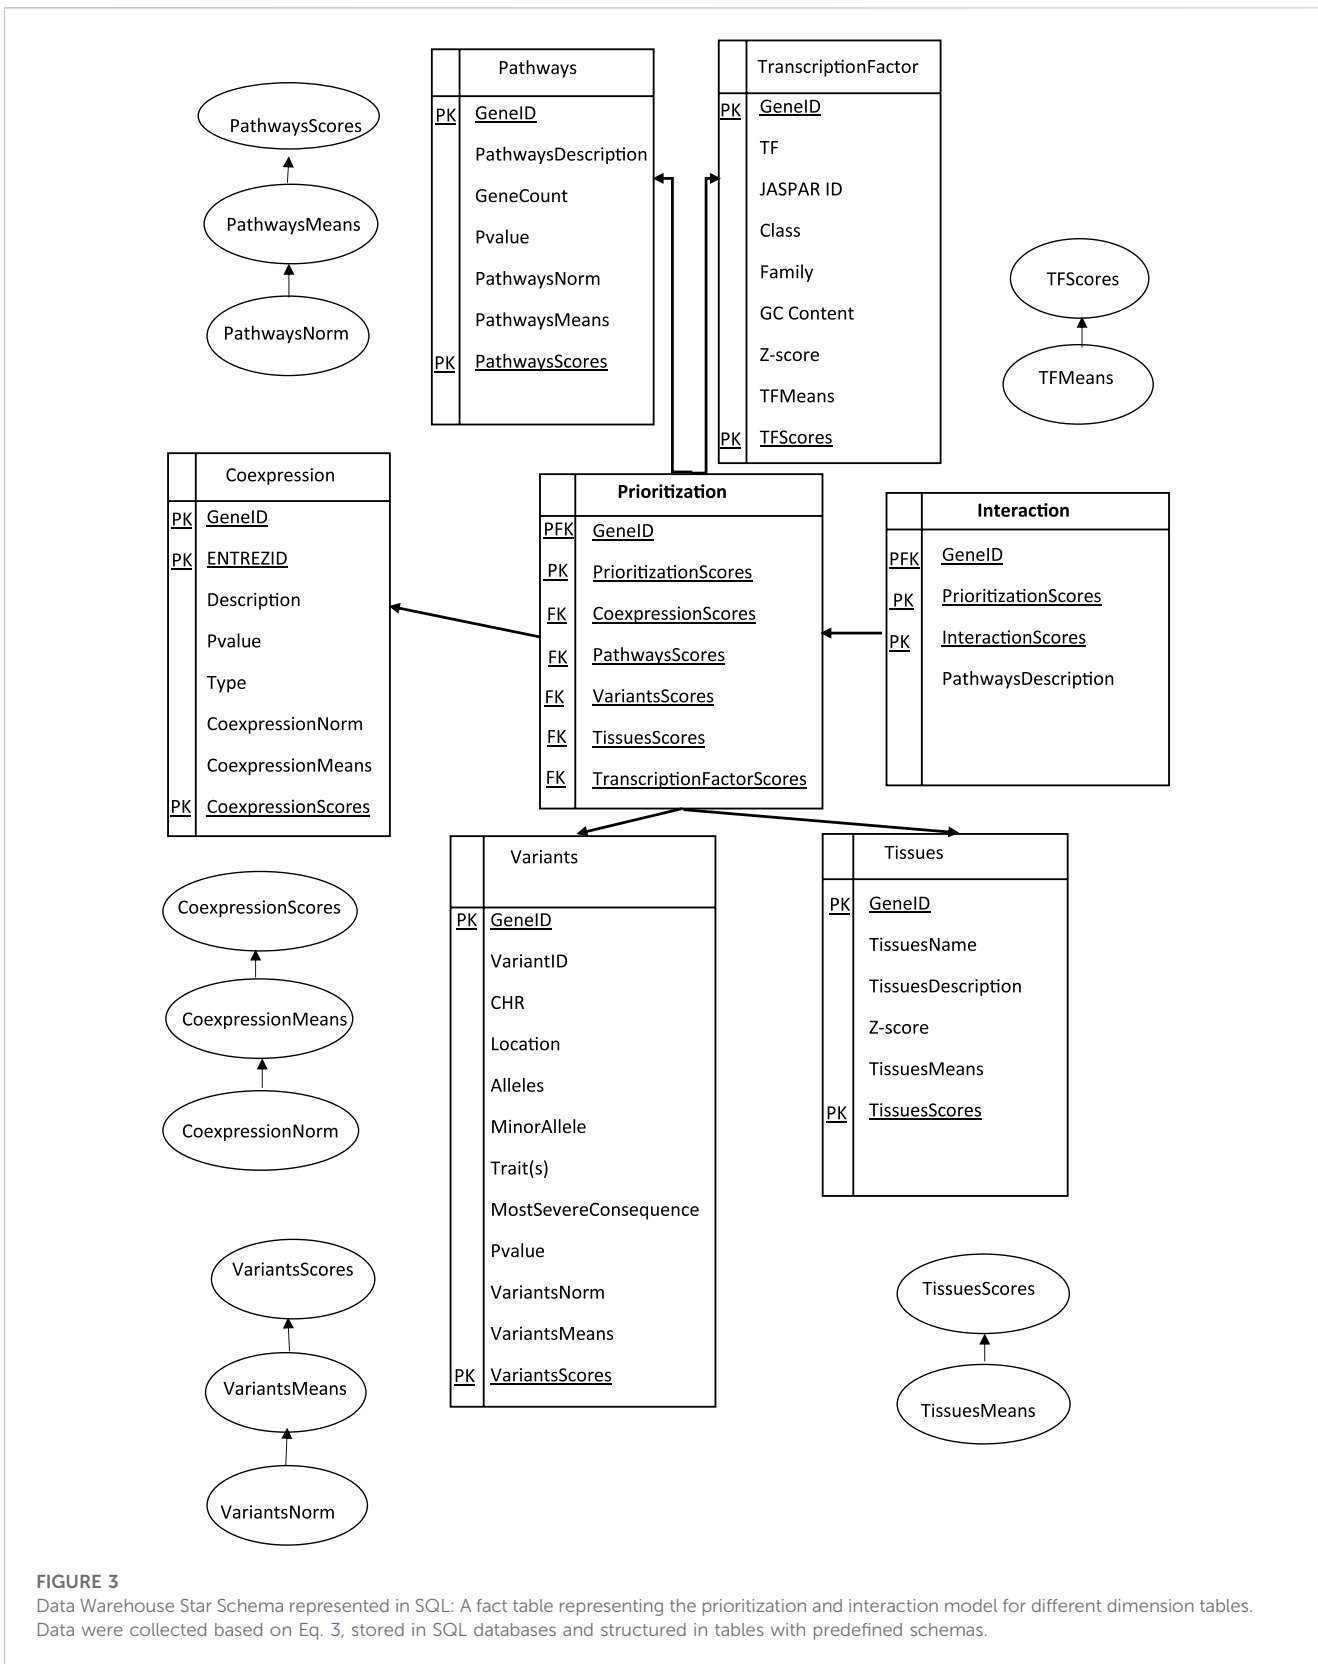 PathwaysScores
PathwaysMeans
PathwaysNorm
Pathways
PK GeneID
PathwaysDescription
GeneCount
Pvalue
PathwaysNorm
PathwaysMeans
PK PathwaysScores
TranscriptionFactor
PK GeneID
TF
JASPAR ID
Class
Family
GC Content
Z-score
TFMeans
PK TFScores
TFScores
TFMeans
Coexpression
PK GeneID
PK ENTREZID
Description
Pvalue
Type
CoexpressionNorm
CoexpressionMeans
PK CoexpressionScores
Prioritization
PFK GeneID
PK PrioritizationScores
FK CoexpressionScores
FK PathwaysScores
FK VariantsScores
FK TissuesScores
FK TranscriptionFactorScores
Interaction
PFK GeneID
PK PrioritizationScores
PK InteractionScores
PathwaysDescription
CoexpressionScores
CoexpressionMeans
CoexpressionNorm
Variants
PK GeneID
VariantID
CHR
Location
Alleles
MinorAllele
Trait(s)
MostSevereConsequence
Pvalue
VariantsNorm
VariantsMeans
PK VariantsScores
Tissues
PK GeneID
TissuesName
TissuesDescription
Z-score
TissuesMeans
PK TissuesScores
VariantsScores
VariantsMeans
VariantsNorm
TissuesScores
TissuesMeans
FIGURE 3
Data Warehouse Star Schema represented in SQL: A fact table representing the prioritization and interaction model for different dimension tables.
Data were collected based on Eq. 3, stored in SQL databases and structured in tables with predefined schemas.